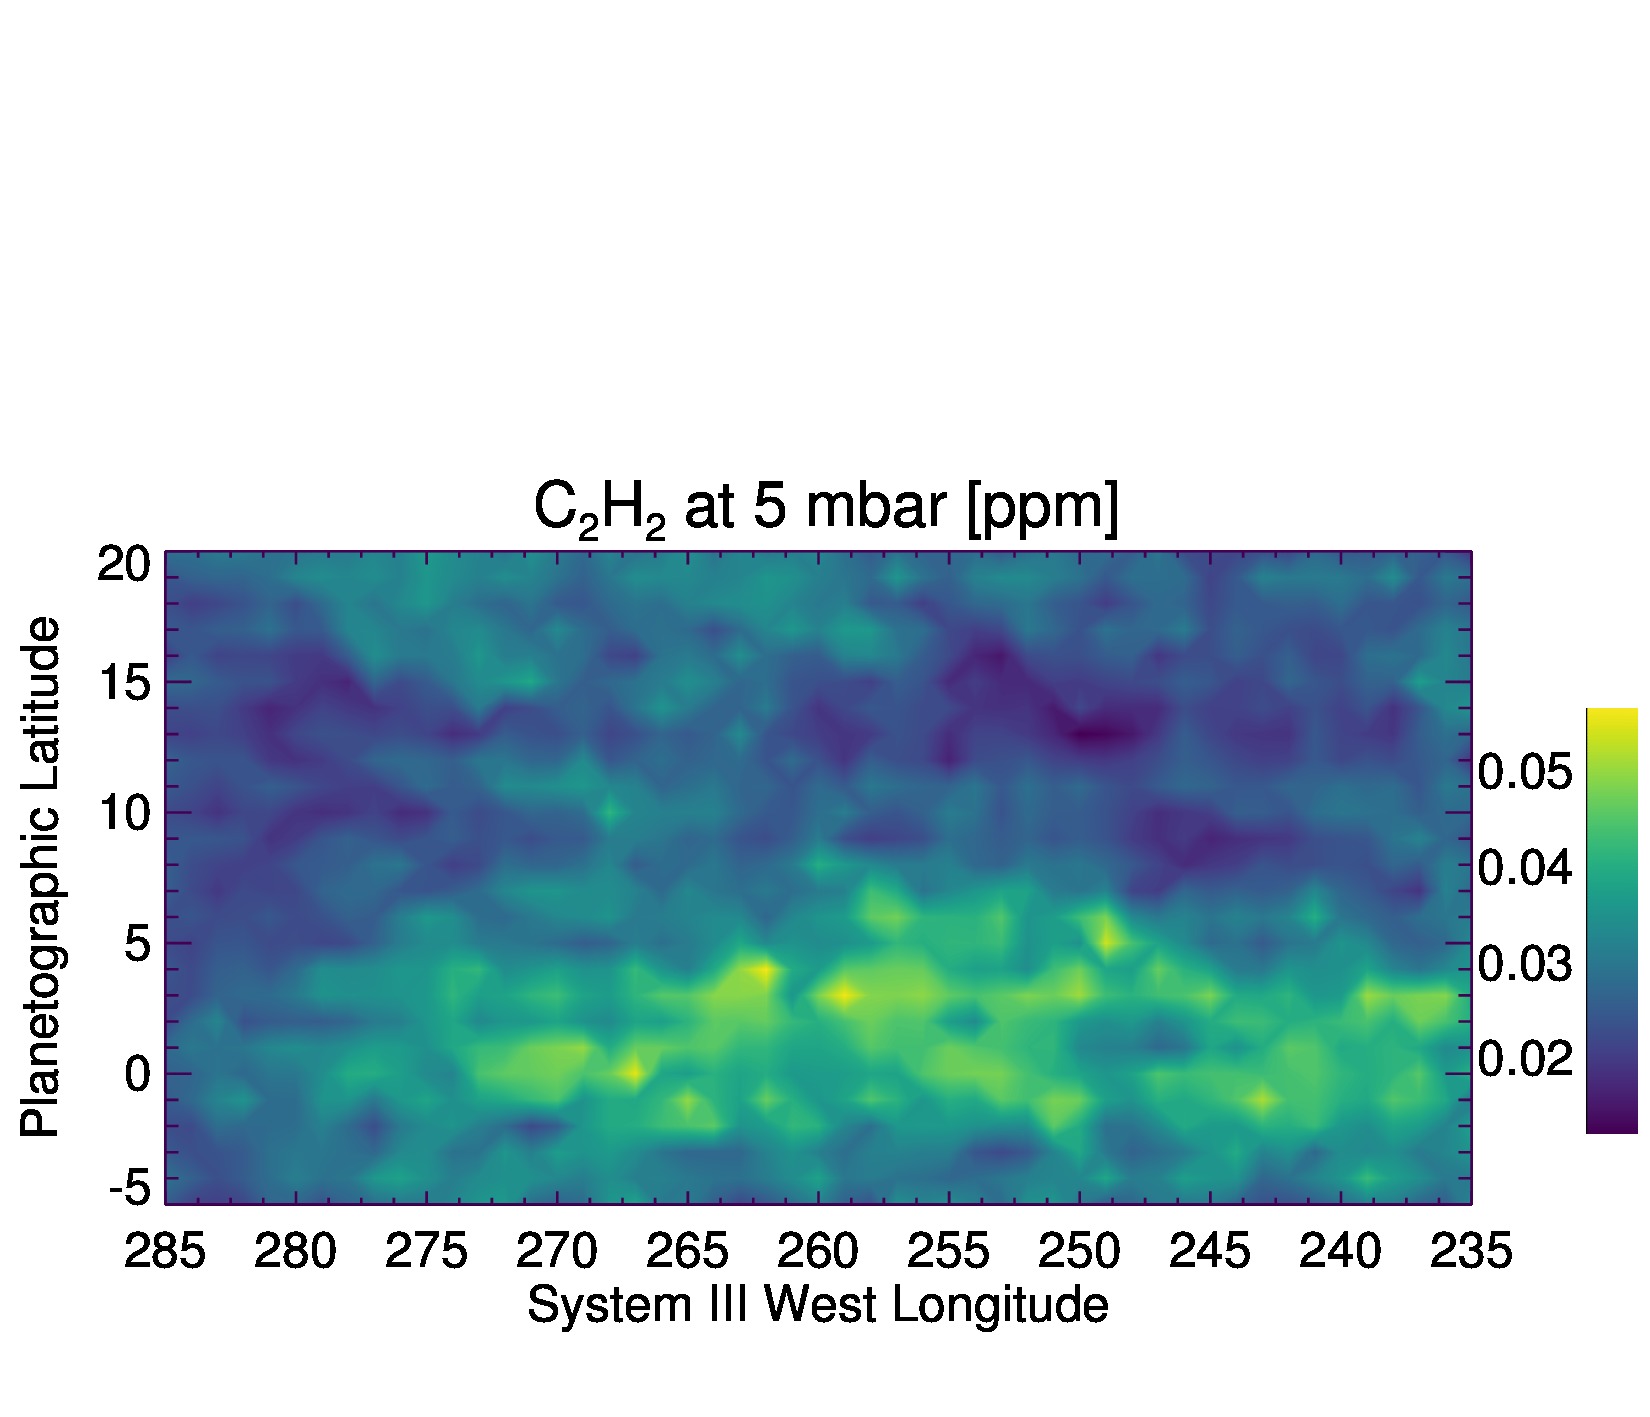 C₂H₂ at 5 mbar [ppm]
Planetographic Latitude
20
15
10
5
0
-5
0.05
0.04
0.03
0.02
285 280 275 270 265 260 255 250 245 240 235
System III West Longitude